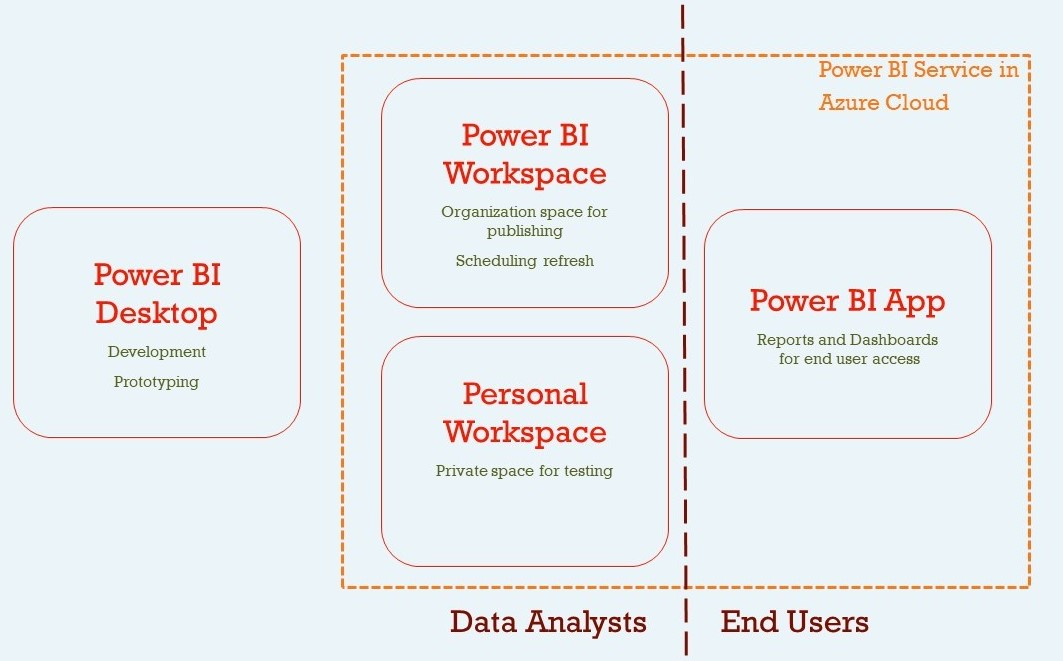 Power BI Service in
Azure Cloud
Power BI
Desktop
Development
Prototyping
Power BI
Workspace
Organization space for
publishing
Scheduling refresh
Personal
Workspace
Private space for testing
Power BI App
Reports and Dashboards
for end user access
Data Analysts
End Users